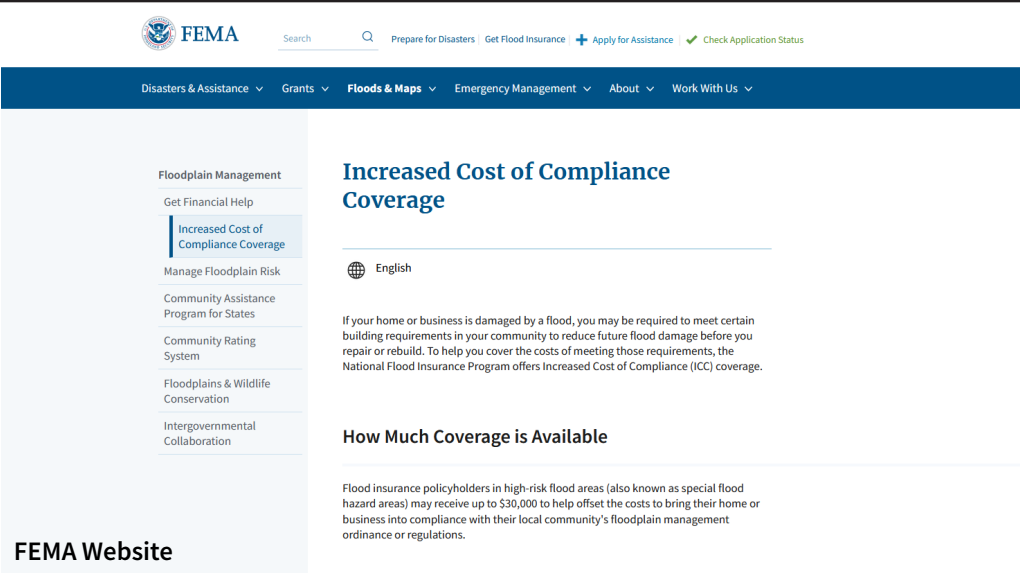 FEMA
Search
Prepare for Disasters
Get Flood Insurance
Apply for Assistance
Check Application Status
Disasters & Assistance
Grants
Floods & Maps
Emergency Management
About
Work With Us
Floodplain Management
Get Financial Help
Increased Cost of
Compliance Coverage
Manage Floodplain Risk
Community Assistance
Program for States
Community Rating
System
Floodplains & Wildlife
Conservation
Intergovernmental
Collaboration
Increased Cost of Compliance
Coverage
English
If your home or business is damaged by a flood, you may be required to meet certain
building requirements in your community to reduce future flood damage before you
repair or rebuild. To help you cover the costs of meeting those requirements, the
National Flood Insurance Program offers Increased Cost of Compliance (ICC) coverage.
How Much Coverage is Available
Flood insurance policyholders in high-risk flood areas (also known as special flood
hazard areas) may receive up to $30,000 to help offset the costs to bring their home or
business into compliance with their local community's floodplain management
ordinance or regulations.
FEMA Website